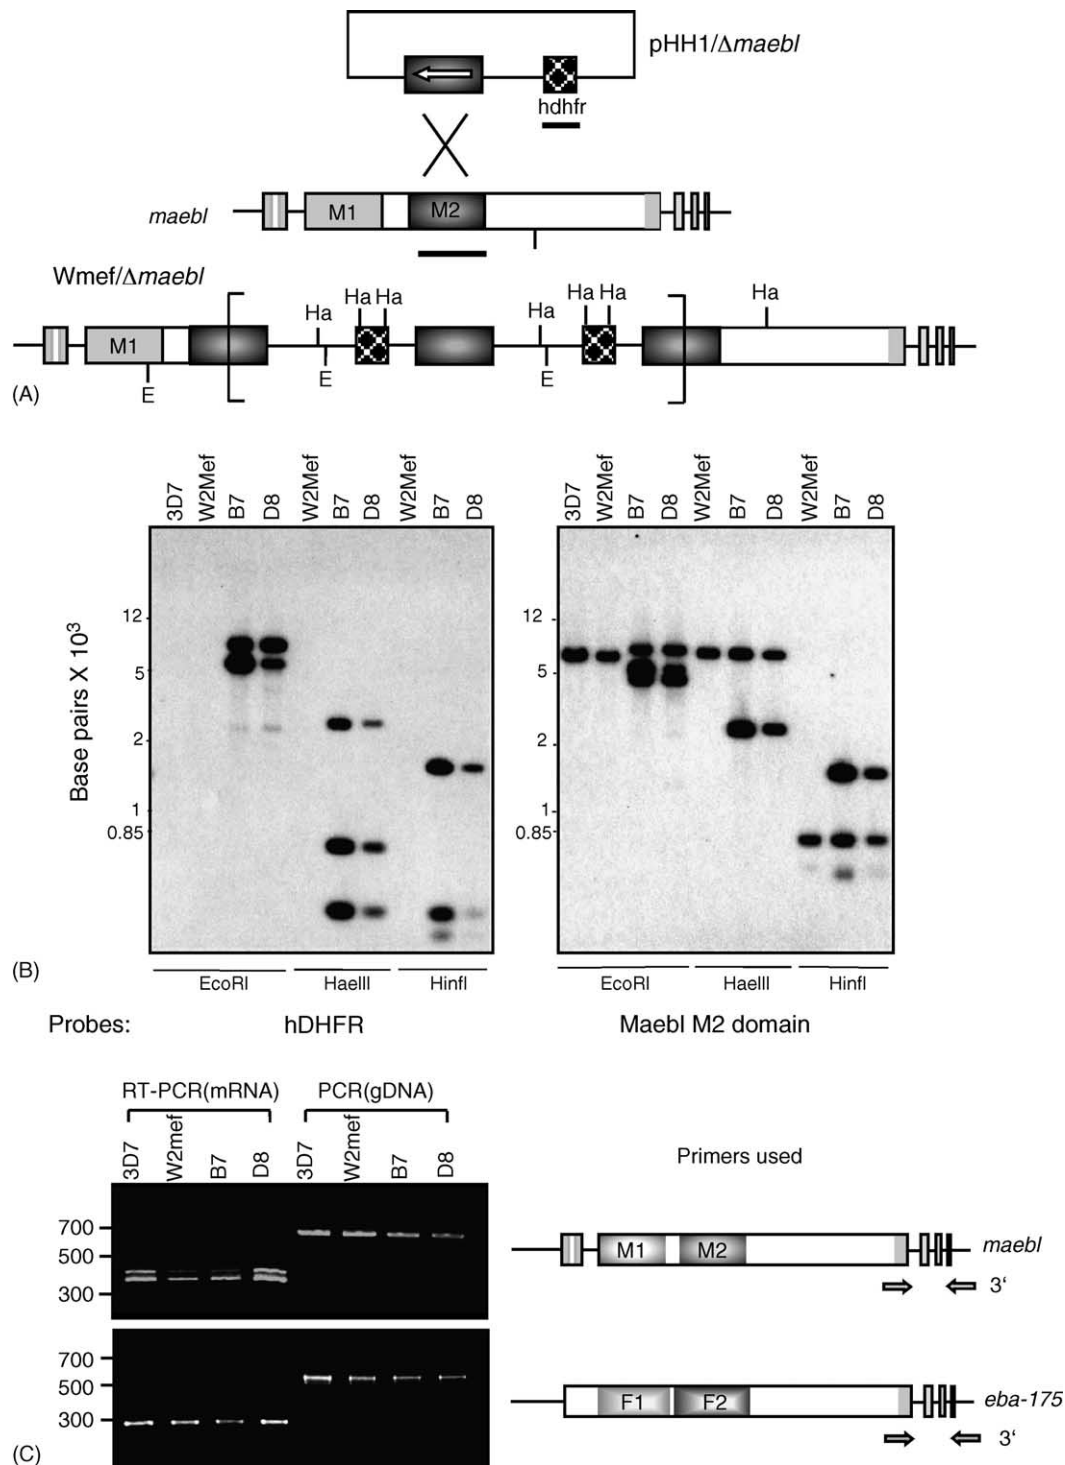 pHH1/Δmaebl
hdhfr
maebl
M1
M2
Wmef/Δmaebl
Ha
Ha
Ha
Ha
Ha
Ha
Ha
M1
E
E
E
(A)
3D7
W2Mef
B7
D8
W2Mef
B7
D8
W2Mef
B7
D8
3D7
W2Mef
B7
D8
W2Mef
B7
D8
W2Mef
B7
D8
Base pairs X 10³
12
5
2
1
0.85
12
5
2
1
0.85
(B)
EcoRI
HaeIII
HinfI
EcoRI
HaeIII
HinfI
Probes:
hDHFR
Maebl M2 domain
RT-PCR(mRNA)
PCR(gDNA)
3D7
W2mef
B7
D8
3D7
W2mef
B7
D8
Primers used
700
500
300
M1
M2
maebl
3'
700
500
300
F1
F2
eba-175
3'
(C)